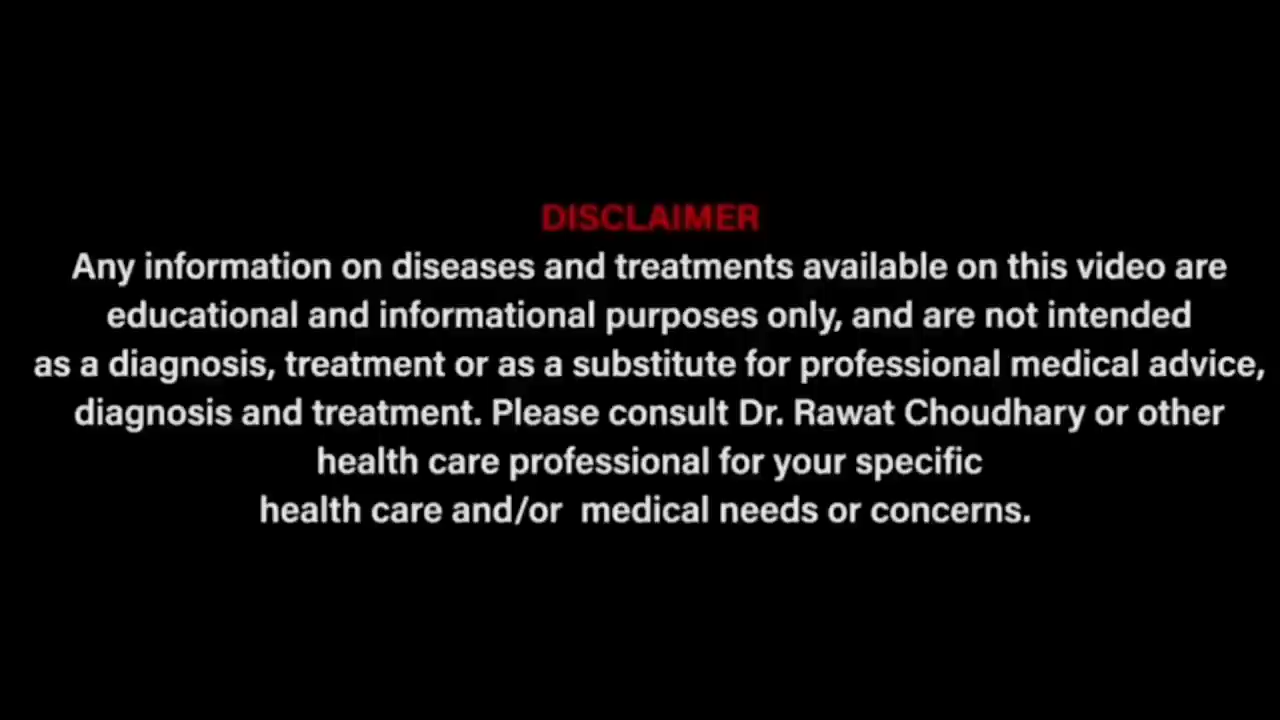 DISCLAIMER
Any information on diseases and treatments available on this video are
educational and informational purposes only, and are not intended
as a diagnosis, treatment or as a substitute for professional medical advice,
diagnosis and treatment. Please consult Dr. Rawat Choudhary or other
health care professional for your specific
health care and/or  medical needs or concerns.